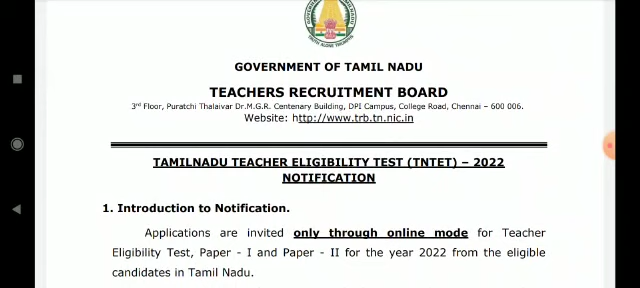 GOVERNMENT OF TAMIL NADU
TEACHERS RECRUITMENT BOARD
3rd Floor, Puratchi Thalaivar Dr.M.G.R. Centenary Building, DPI Campus, College Road, Chennai – 600 006.
Website: http://www.trb.tn.nic.in
TAMILNADU TEACHER ELIGIBILITY TEST (TNTET) – 2022
NOTIFICATION
1. Introduction to Notification.
Applications are invited only through online mode for Teacher
Eligibility Test, Paper - I and Paper - II for the year 2022 from the eligible
candidates in Tamil Nadu.